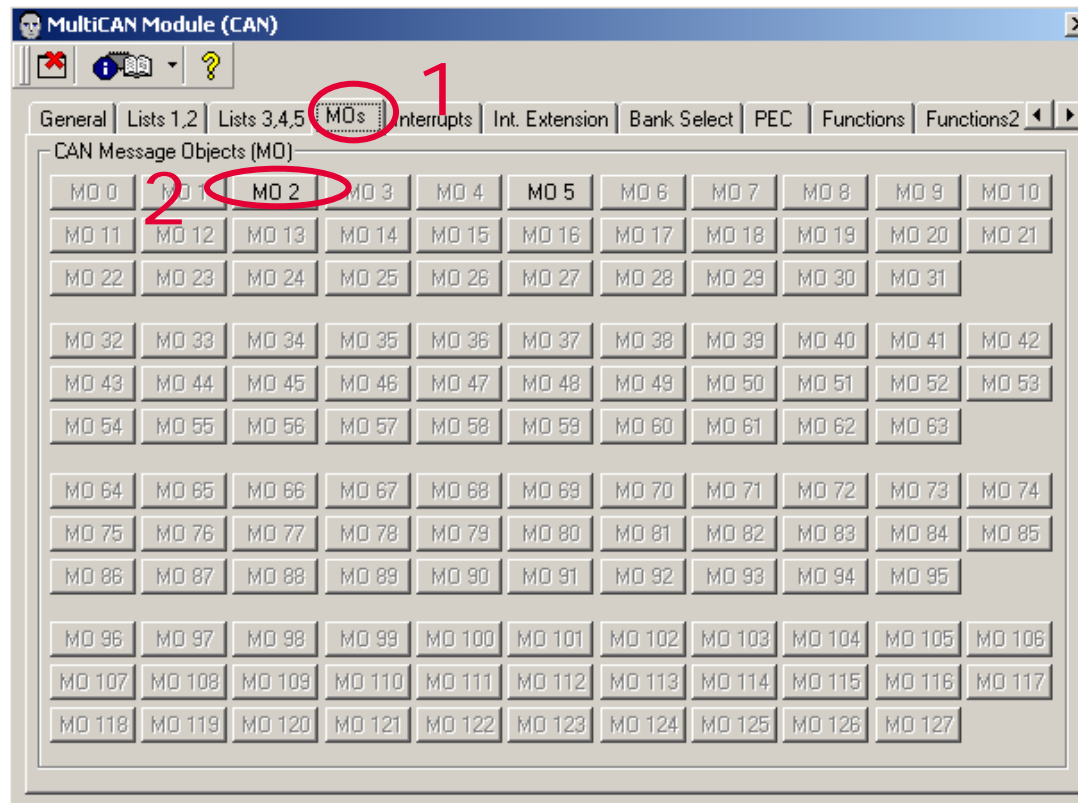 MultiCAN Module (CAN)
1
General Lists 1,2 Lists 3,4,5 MOs Interrupts Int. Extension Bank Select PEC Functions Functions2
CAN Message Objects (MO)
2
MO 0 MO 1 MO 2 MO 3 MO 4 MO 5 MO 6 MO 7 MO 8 MO 9 MO 10
MO 11 MO 12 MO 13 MO 14 MO 15 MO 16 MO 17 MO 18 MO 19 MO 20 MO 21
MO 22 MO 23 MO 24 MO 25 MO 26 MO 27 MO 28 MO 29 MO 30 MO 31
MO 32 MO 33 MO 34 MO 35 MO 36 MO 37 MO 38 MO 39 MO 40 MO 41 MO 42
MO 43 MO 44 MO 45 MO 46 MO 47 MO 48 MO 49 MO 50 MO 51 MO 52 MO 53
MO 54 MO 55 MO 56 MO 57 MO 58 MO 59 MO 60 MO 61 MO 62 MO 63
MO 64 MO 65 MO 66 MO 67 MO 68 MO 69 MO 70 MO 71 MO 72 MO 73 MO 74
MO 75 MO 76 MO 77 MO 78 MO 79 MO 80 MO 81 MO 82 MO 83 MO 84 MO 85
MO 86 MO 87 MO 88 MO 89 MO 90 MO 91 MO 92 MO 93 MO 94 MO 95
MO 96 MO 97 MO 98 MO 99 MO 100 MO 101 MO 102 MO 103 MO 104 MO 105 MO 106
MO 107 MO 108 MO 109 MO 110 MO 111 MO 112 MO 113 MO 114 MO 115 MO 116 MO 117
MO 118 MO 119 MO 120 MO 121 MO 122 MO 123 MO 124 MO 125 MO 126 MO 127